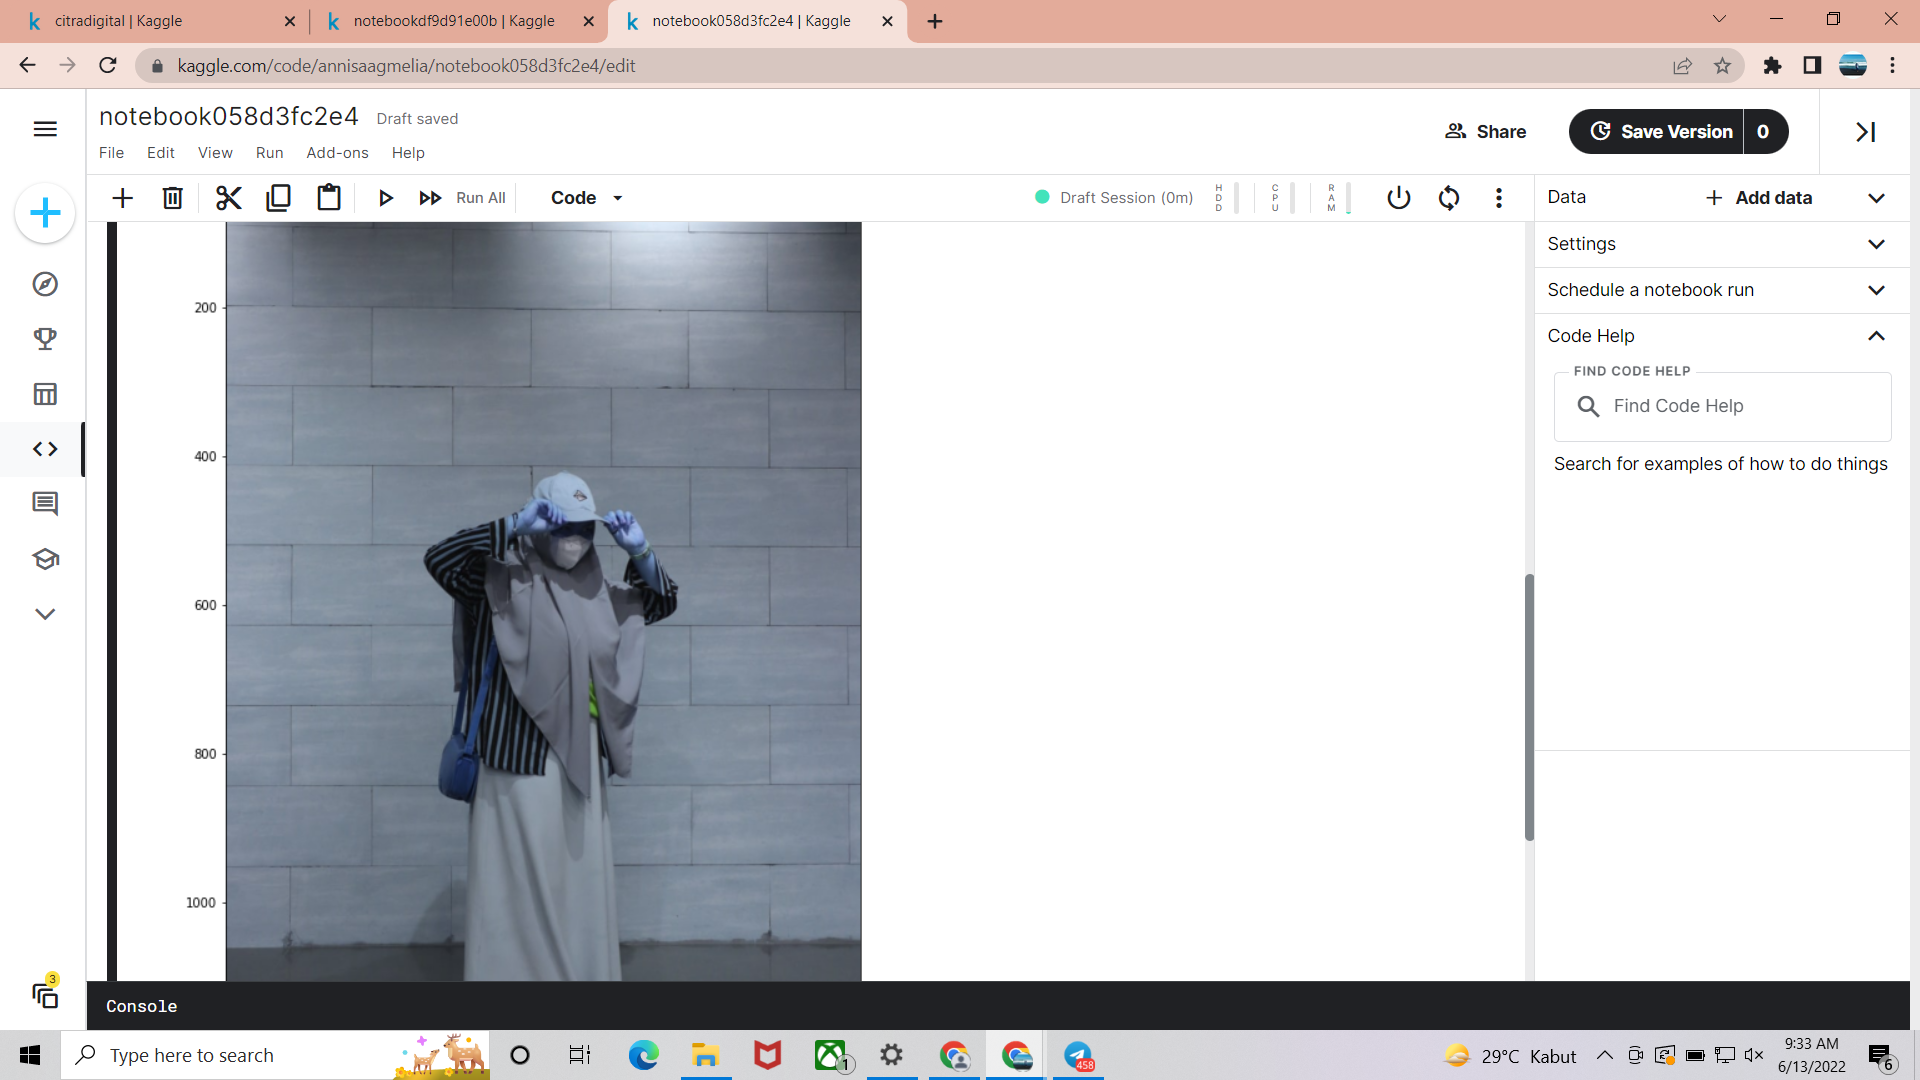 citradigital | Kaggle
notebookdf9d91e00b | Kaggle
notebook058d3fc2e4 | Kaggle
kaggle.com/code/annisaagmelia/notebook058d3fc2e4/edit
notebook058d3fc2e4 Draft saved
File Edit View Run Add-ons Help
Share
Save Version 0
Run All
Code
Draft Session (0m)
HDD
CPU
RAM
Data
Add data
Settings
Schedule a notebook run
Code Help
FIND CODE HELP
Find Code Help
Search for examples of how to do things
200
400
600
800
1000
3
Console
Type here to search
1
458
29°C Kabut
9:33 AM
6/13/2022
6